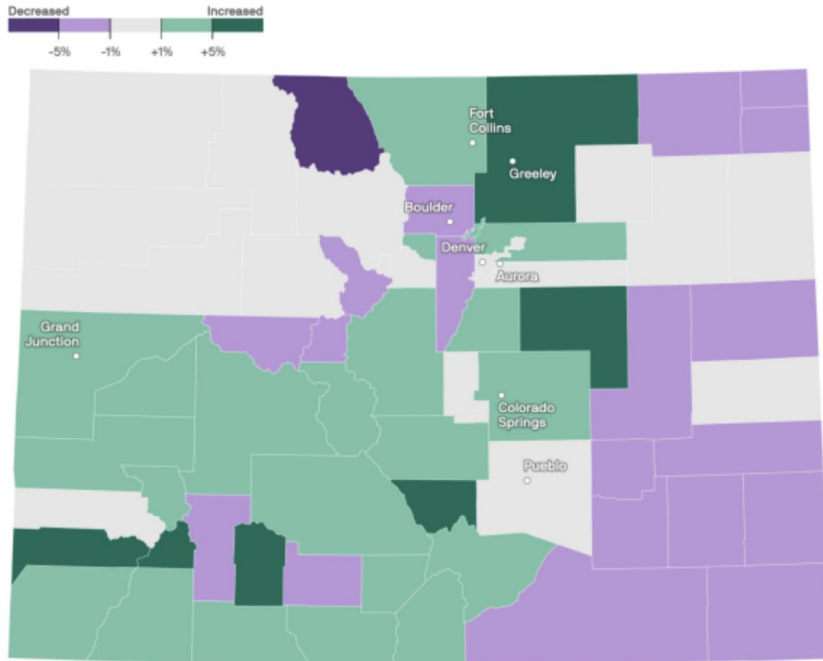 Decreased Increased
-5% -1% +1% +5%
Fort
Collins
Greeley
Boulder
Denver
Aurora
Grand
Junction
Colorado
Springs
Pueblo